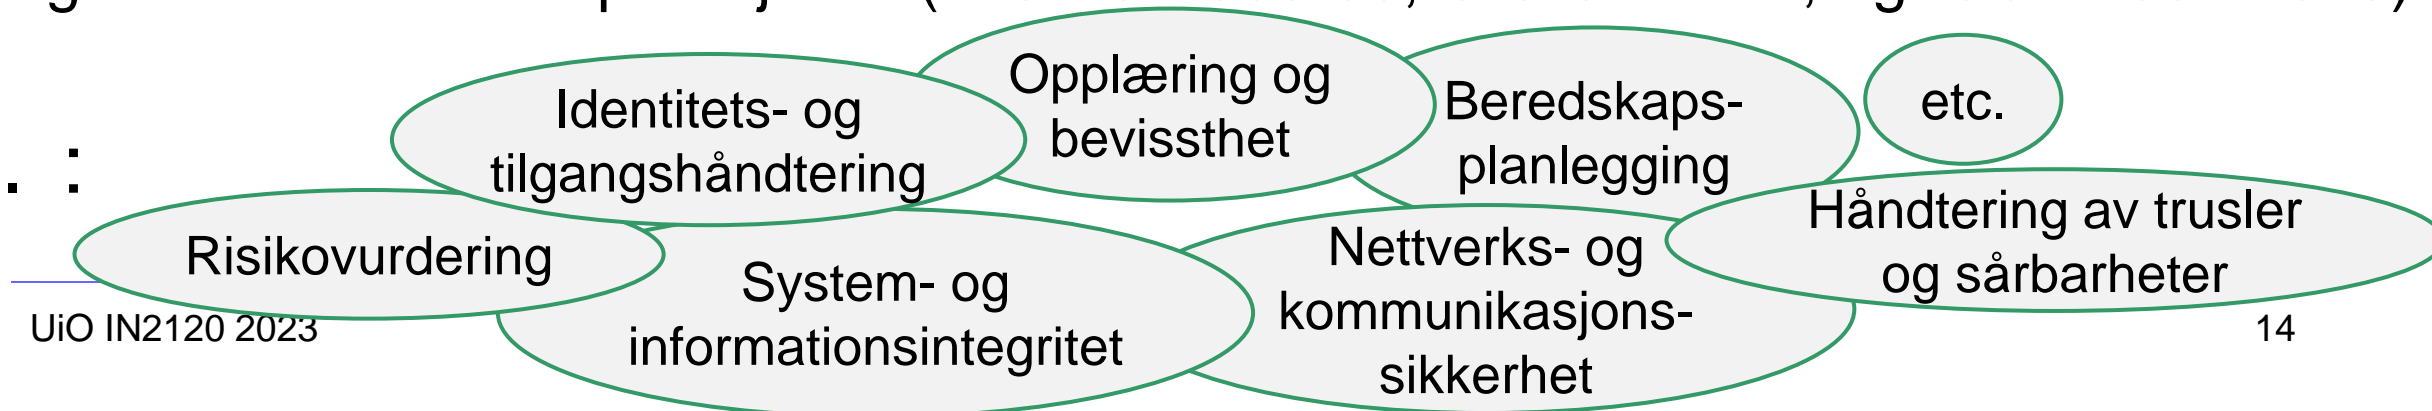 Identitets- og
tilgangshåndtering
Opplæring og
bevissthet
Beredskaps-
planlegging
etc.
. :
Risikovurdering
System- og
informationsintegritet
Nettverks- og
kommunikasjons-
sikkerhet
Håndtering av trusler
og sårbarheter
UiO IN2120 2023
14